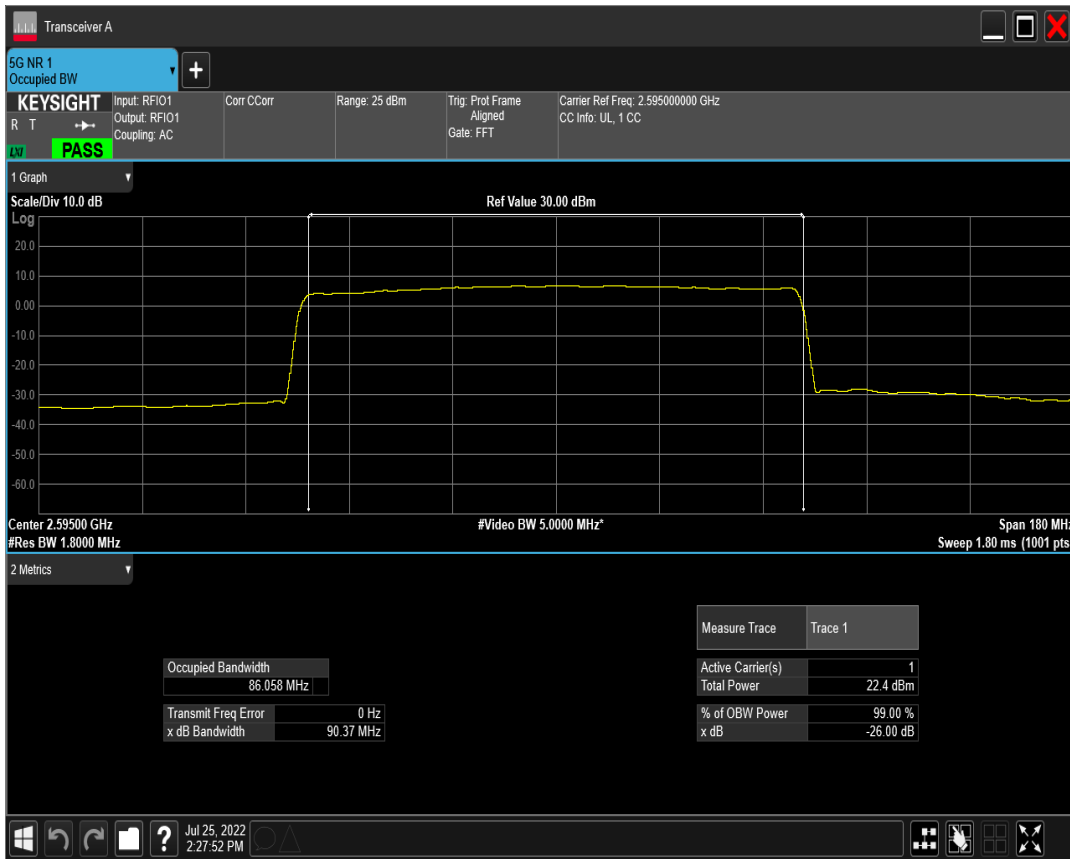 Transceiver A
5G NR 1
Occupied BW
+
KEYSIGHT
R T
LXI
PASS
Input: RFIO1
Output: RFIO1
Coupling: AC
Corr CCorr
Range: 25 dBm
Trig: Prot Frame
Aligned
Gate: FFT
Carrier Ref Freq: 2.595000000 GHz
CC Info: UL, 1 CC
1 Graph
Scale/Div 10.0 dB
Ref Value 30.00 dBm
Log
20.0
10.0
0.00
-10.0
-20.0
-30.0
-40.0
-50.0
-60.0
Center 2.59500 GHz
#Video BW 5.0000 MHz*
Span 180 MHz
#Res BW 1.8000 MHz
Sweep 1.80 ms (1001 pts
2 Metrics
Measure Trace Trace 1
Occupied Bandwidth
86.058 MHz
Active Carrier(s) 1
Total Power 22.4 dBm
Transmit Freq Error 0 Hz
x dB Bandwidth 90.37 MHz
% of OBW Power 99.00 %
x dB -26.00 dB
?
Jul 25, 2022
2:27:52 PM